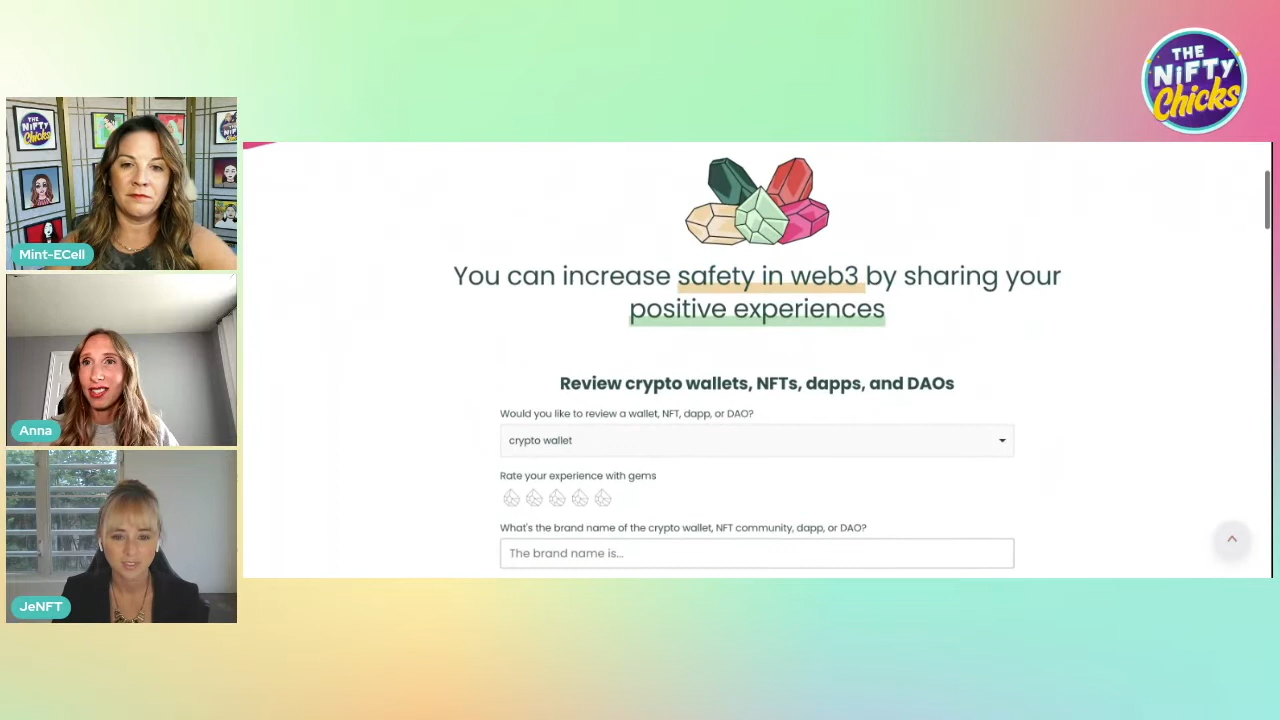 THE
NiFTy
Chicks
THE
NiFTy
Chicks
Mint-ECell
Anna
JeNFT
You can increase safety in web3 by sharing your
positive experiences
Review crypto wallets, NFTs, dapps, and DAOs
Would you like to review a wallet, NFT, dapp, or DAO?
crypto wallet
Rate your experience with gems
What's the brand name of the crypto wallet, NFT community, dapp, or DAO?
The brand name is...